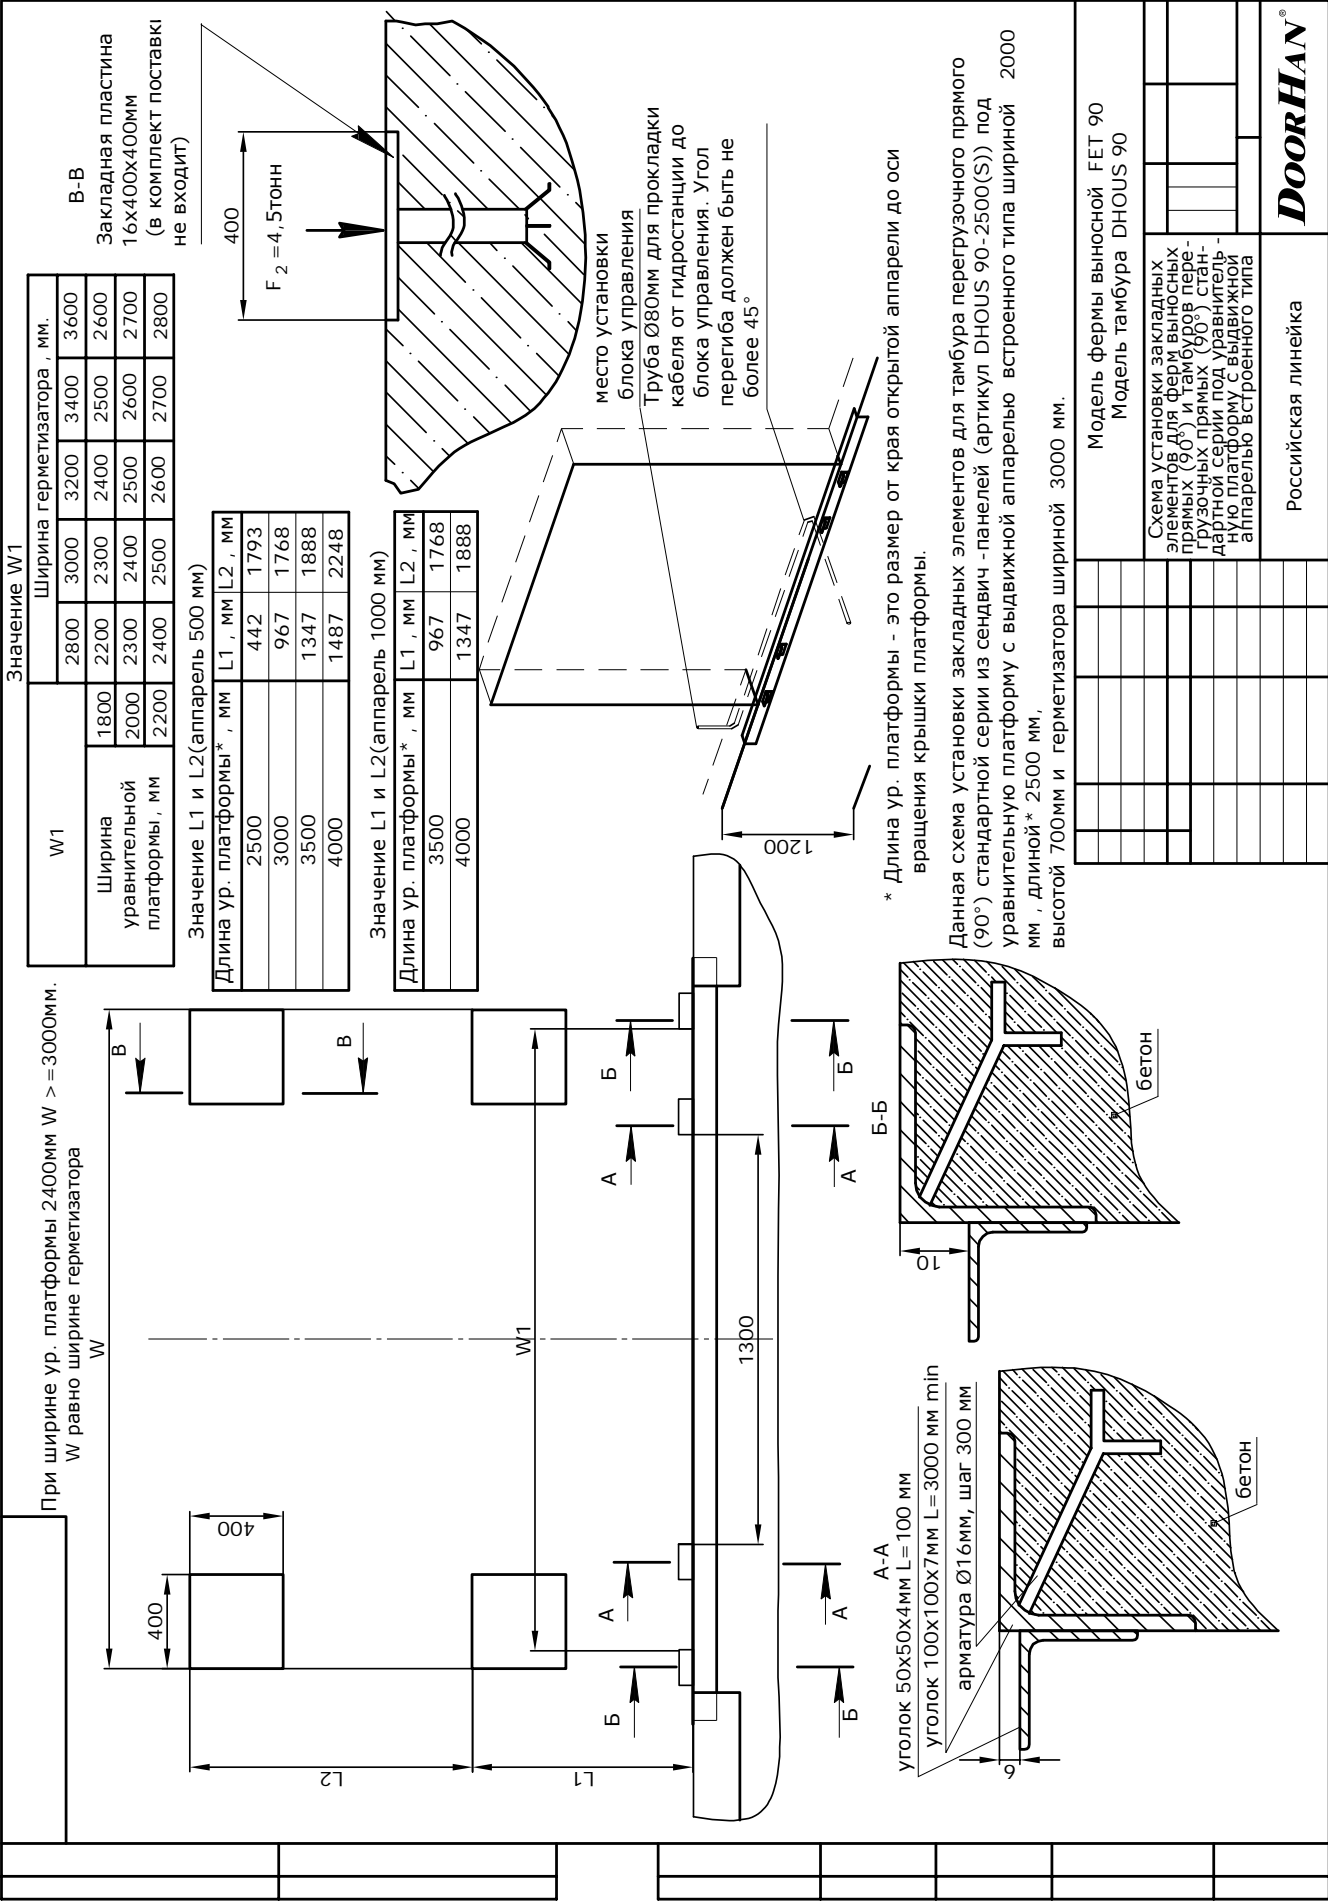 При ширине ур. платформы 2400мм W >=3000мм.
W равно ширине герметизатора
W
400
400
L2
L1
W1
1300
В
В
А
А
А
А
Б
Б
Б
Б
Значение W1
W1
Ширина герметизатора , мм.
2800 3000 3200 3400 3600
Ширина
уравнительной
платформы, мм
1800 2200 2300 2400 2500 2600
2000 2300 2400 2500 2600 2700
2200 2400 2500 2600 2700 2800
Значение L1 и L2(аппарель 500 мм)
Длина ур. платформы* , мм L1 , мм L2 , мм
2500 442 1793
3000 967 1768
3500 1347 1888
4000 1487 2248
Значение L1 и L2(аппарель 1000 мм)
Длина ур. платформы* , мм L1 , мм L2 , мм
3500 967 1768
4000 1347 1888
В-В
Закладная пластина
16х400х400мм
(в комплект поставкі
не входит)
400
F 2 =4,5тонн
место установки
блока управления
Труба Ø80мм для прокладки
кабеля от гидростанции до
блока управления. Угол
перегиба должен быть не
более 45°
1200
А-А
уголок 50х50х4мм L=100 мм
уголок 100х100х7мм L=3000 мм min
арматура Ø16мм, шаг 300 мм
6
бетон
Б-Б
10
бетон
* Длина ур. платформы - это размер от края открытой аппарели до оси
вращения крышки платформы.
Данная схема установки закладных элементов для тамбура перегрузочного прямого
(90°) стандартной серии из сендвич -панелей (артикул DHOUS 90-2500(S)) под
уравнительную платформу с выдвижной аппарелью встроенного типа шириной 2000
мм , длиной* 2500 мм,
высотой 700мм и герметизатора шириной 3000 мм.
Модель фермы выносной FET 90
Модель тамбура DHOUS 90
Схема установки закладных
элементов для ферм выносных
прямых (90°) и тамбуров пере-
грузочных прямых (90°) стан-
дартной серии под уравнитель -
ную платформу с выдвижной
аппарелью встроенного типа
Российская линейка
DOORHAN®